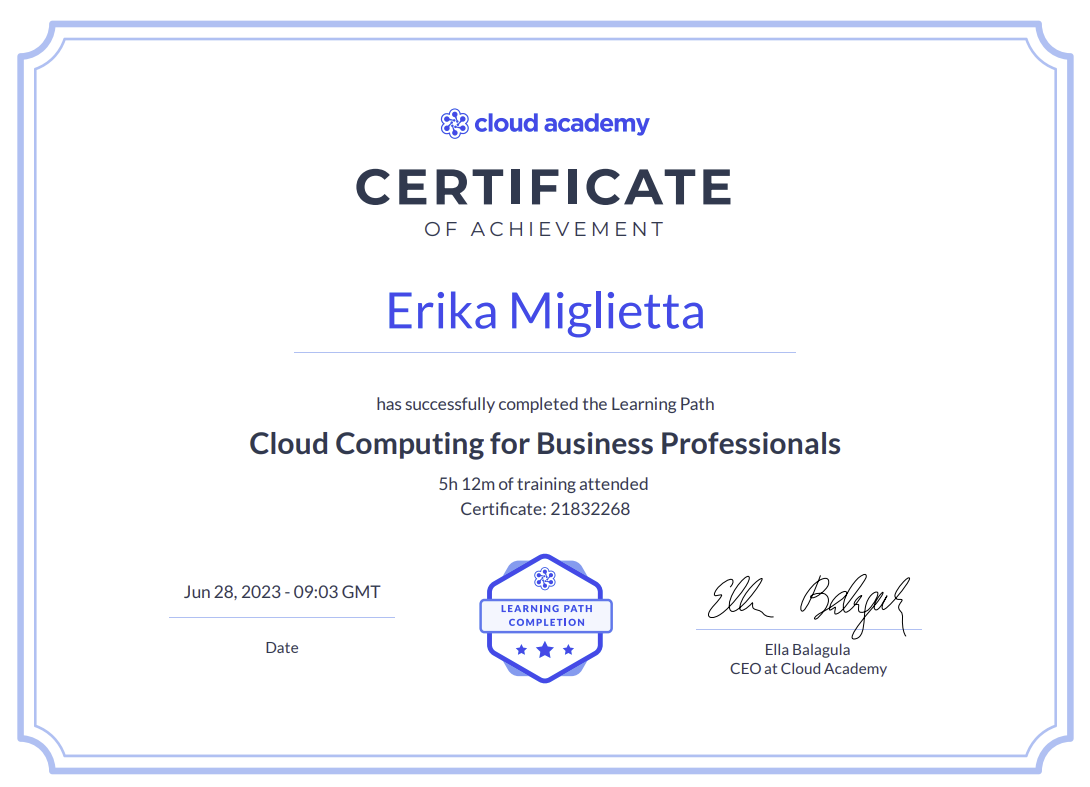 cloud academy
CERTIFICATE
OF ACHIEVEMENT
Erika Miglietta
has successfully completed the Learning Path
Cloud Computing for Business Professionals
5h 12m of training attended
Certificate: 21832268
Jun 28, 2023 - 09:03 GMT
Date
LEARNING PATH
COMPLETION
Ella Balagula
Ella Balagula
CEO at Cloud Academy